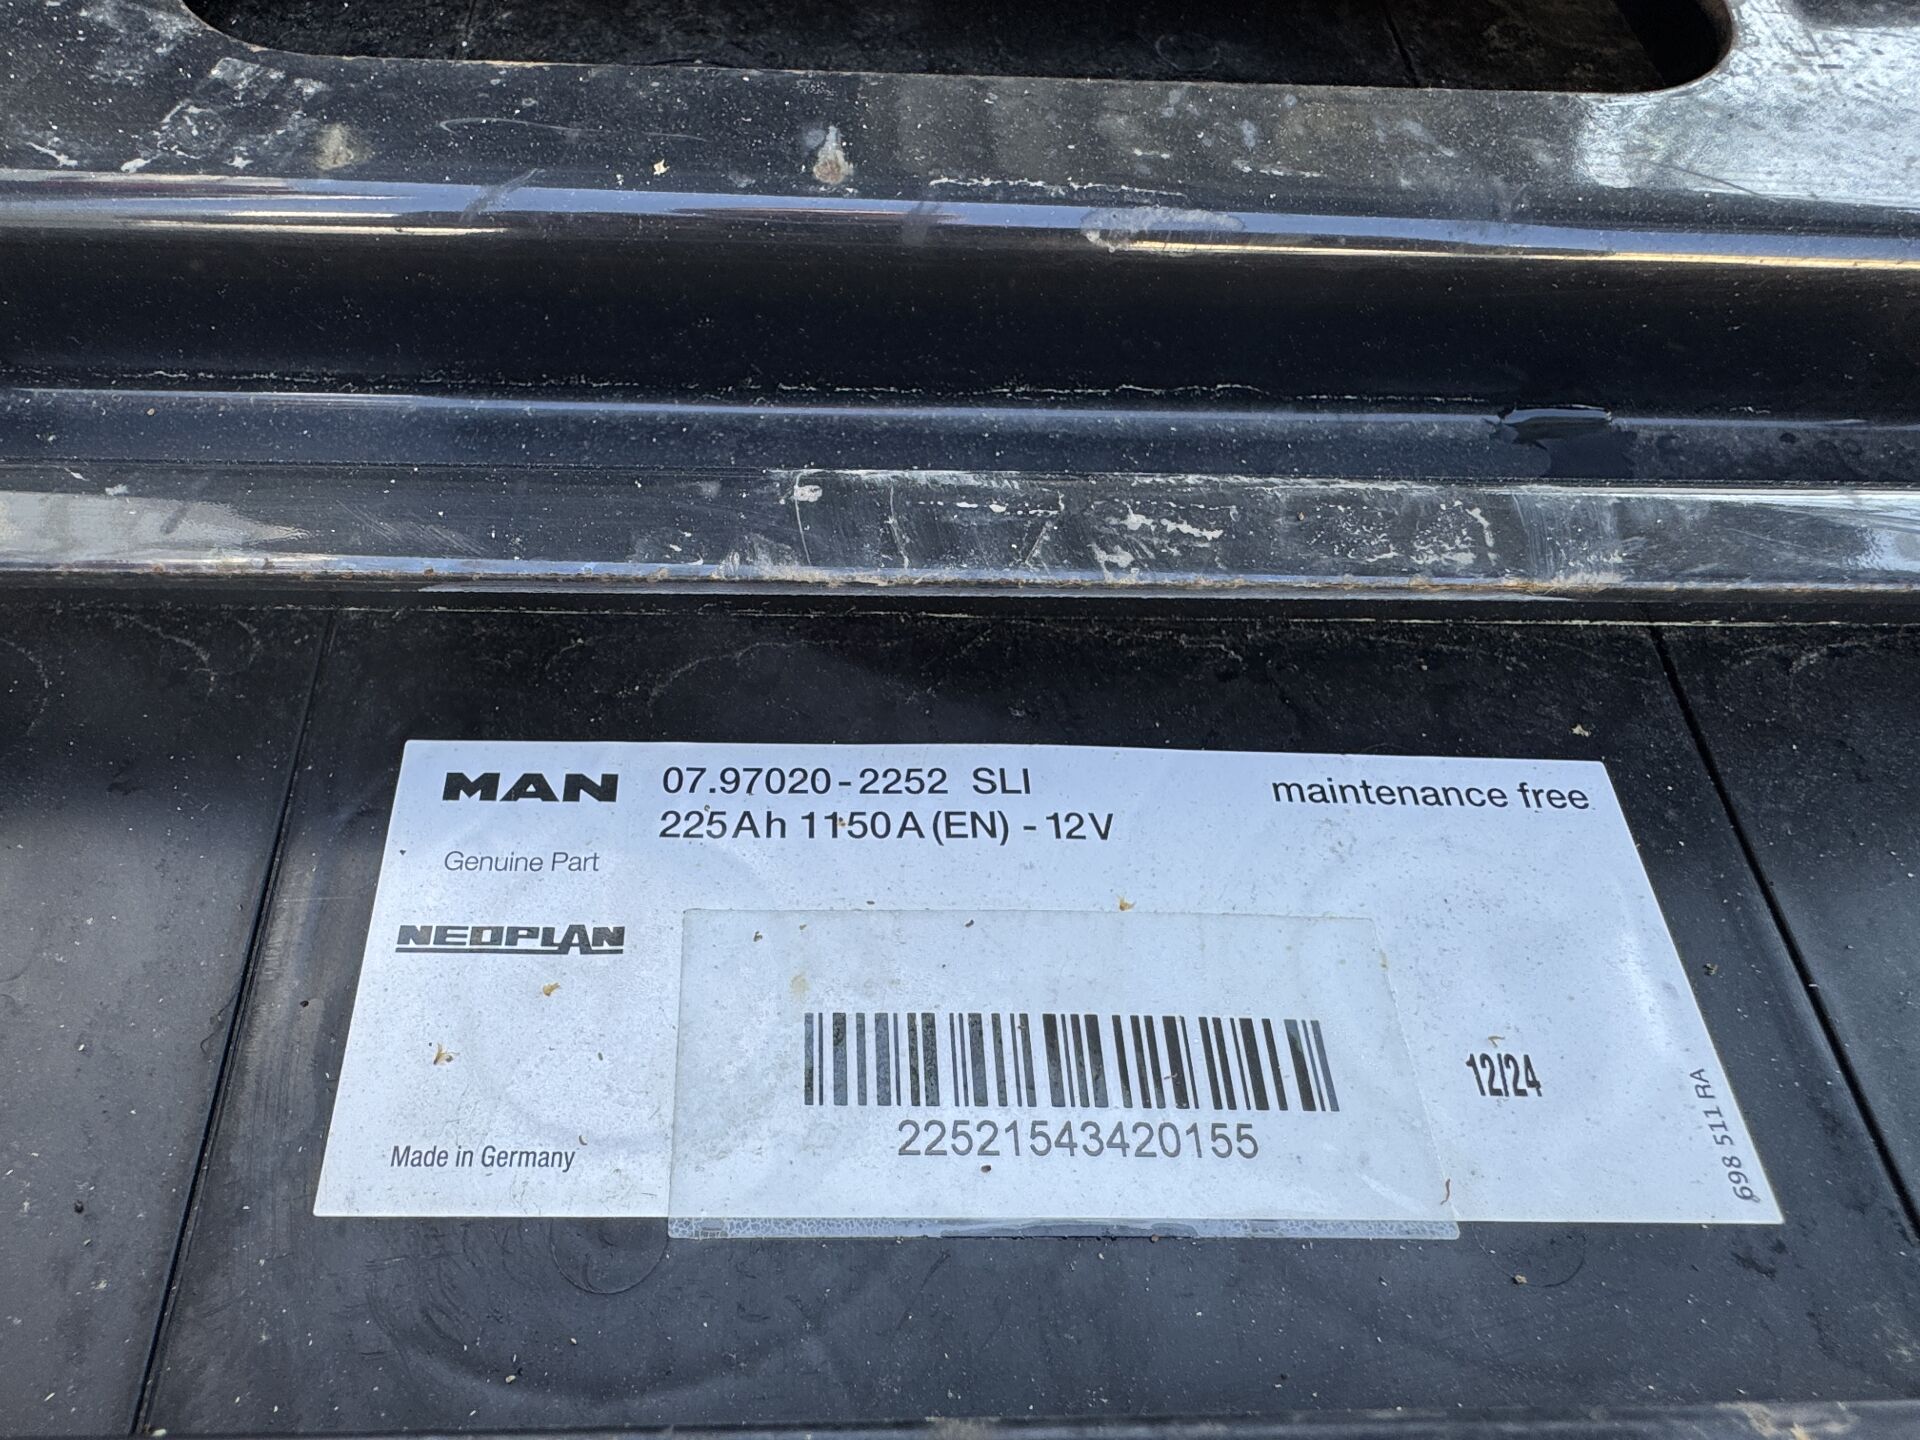 MAN 07.97020-2252 SLI maintenance free
225Ah 1150A (EN) - 12V
Genuine Part
NEOPLAN
22521543420155
12/24
Made in Germany
698 511 RA